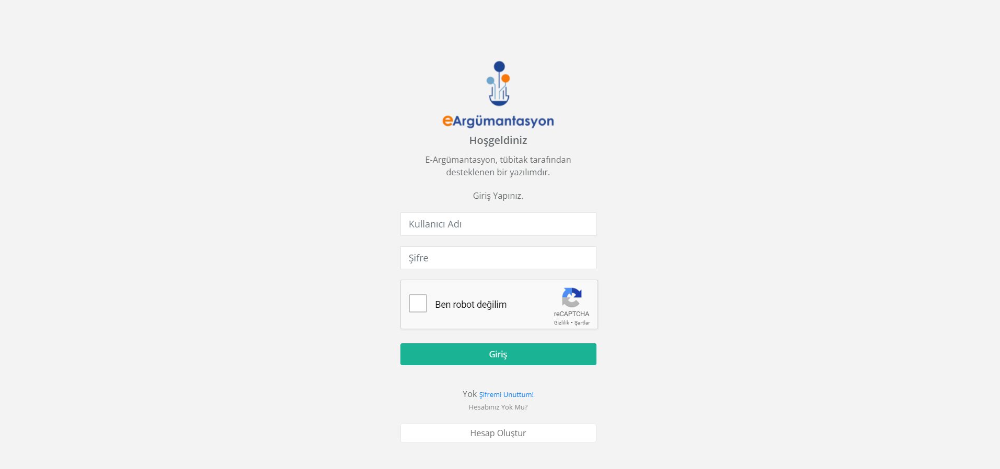 eArgümantasyon
Hoşgeldiniz
E-Argümantasyon, tübitak tarafından
desteklenen bir yazılımdır.
Giriş Yapınız.
Kullanıcı Adı
Şifre
Ben robot değilim
reCAPTCHA
Gizlilik - Şartlar
Giriş
Yok Şifremi Unuttum!
Hesabınız Yok Mu?
Hesap Oluştur